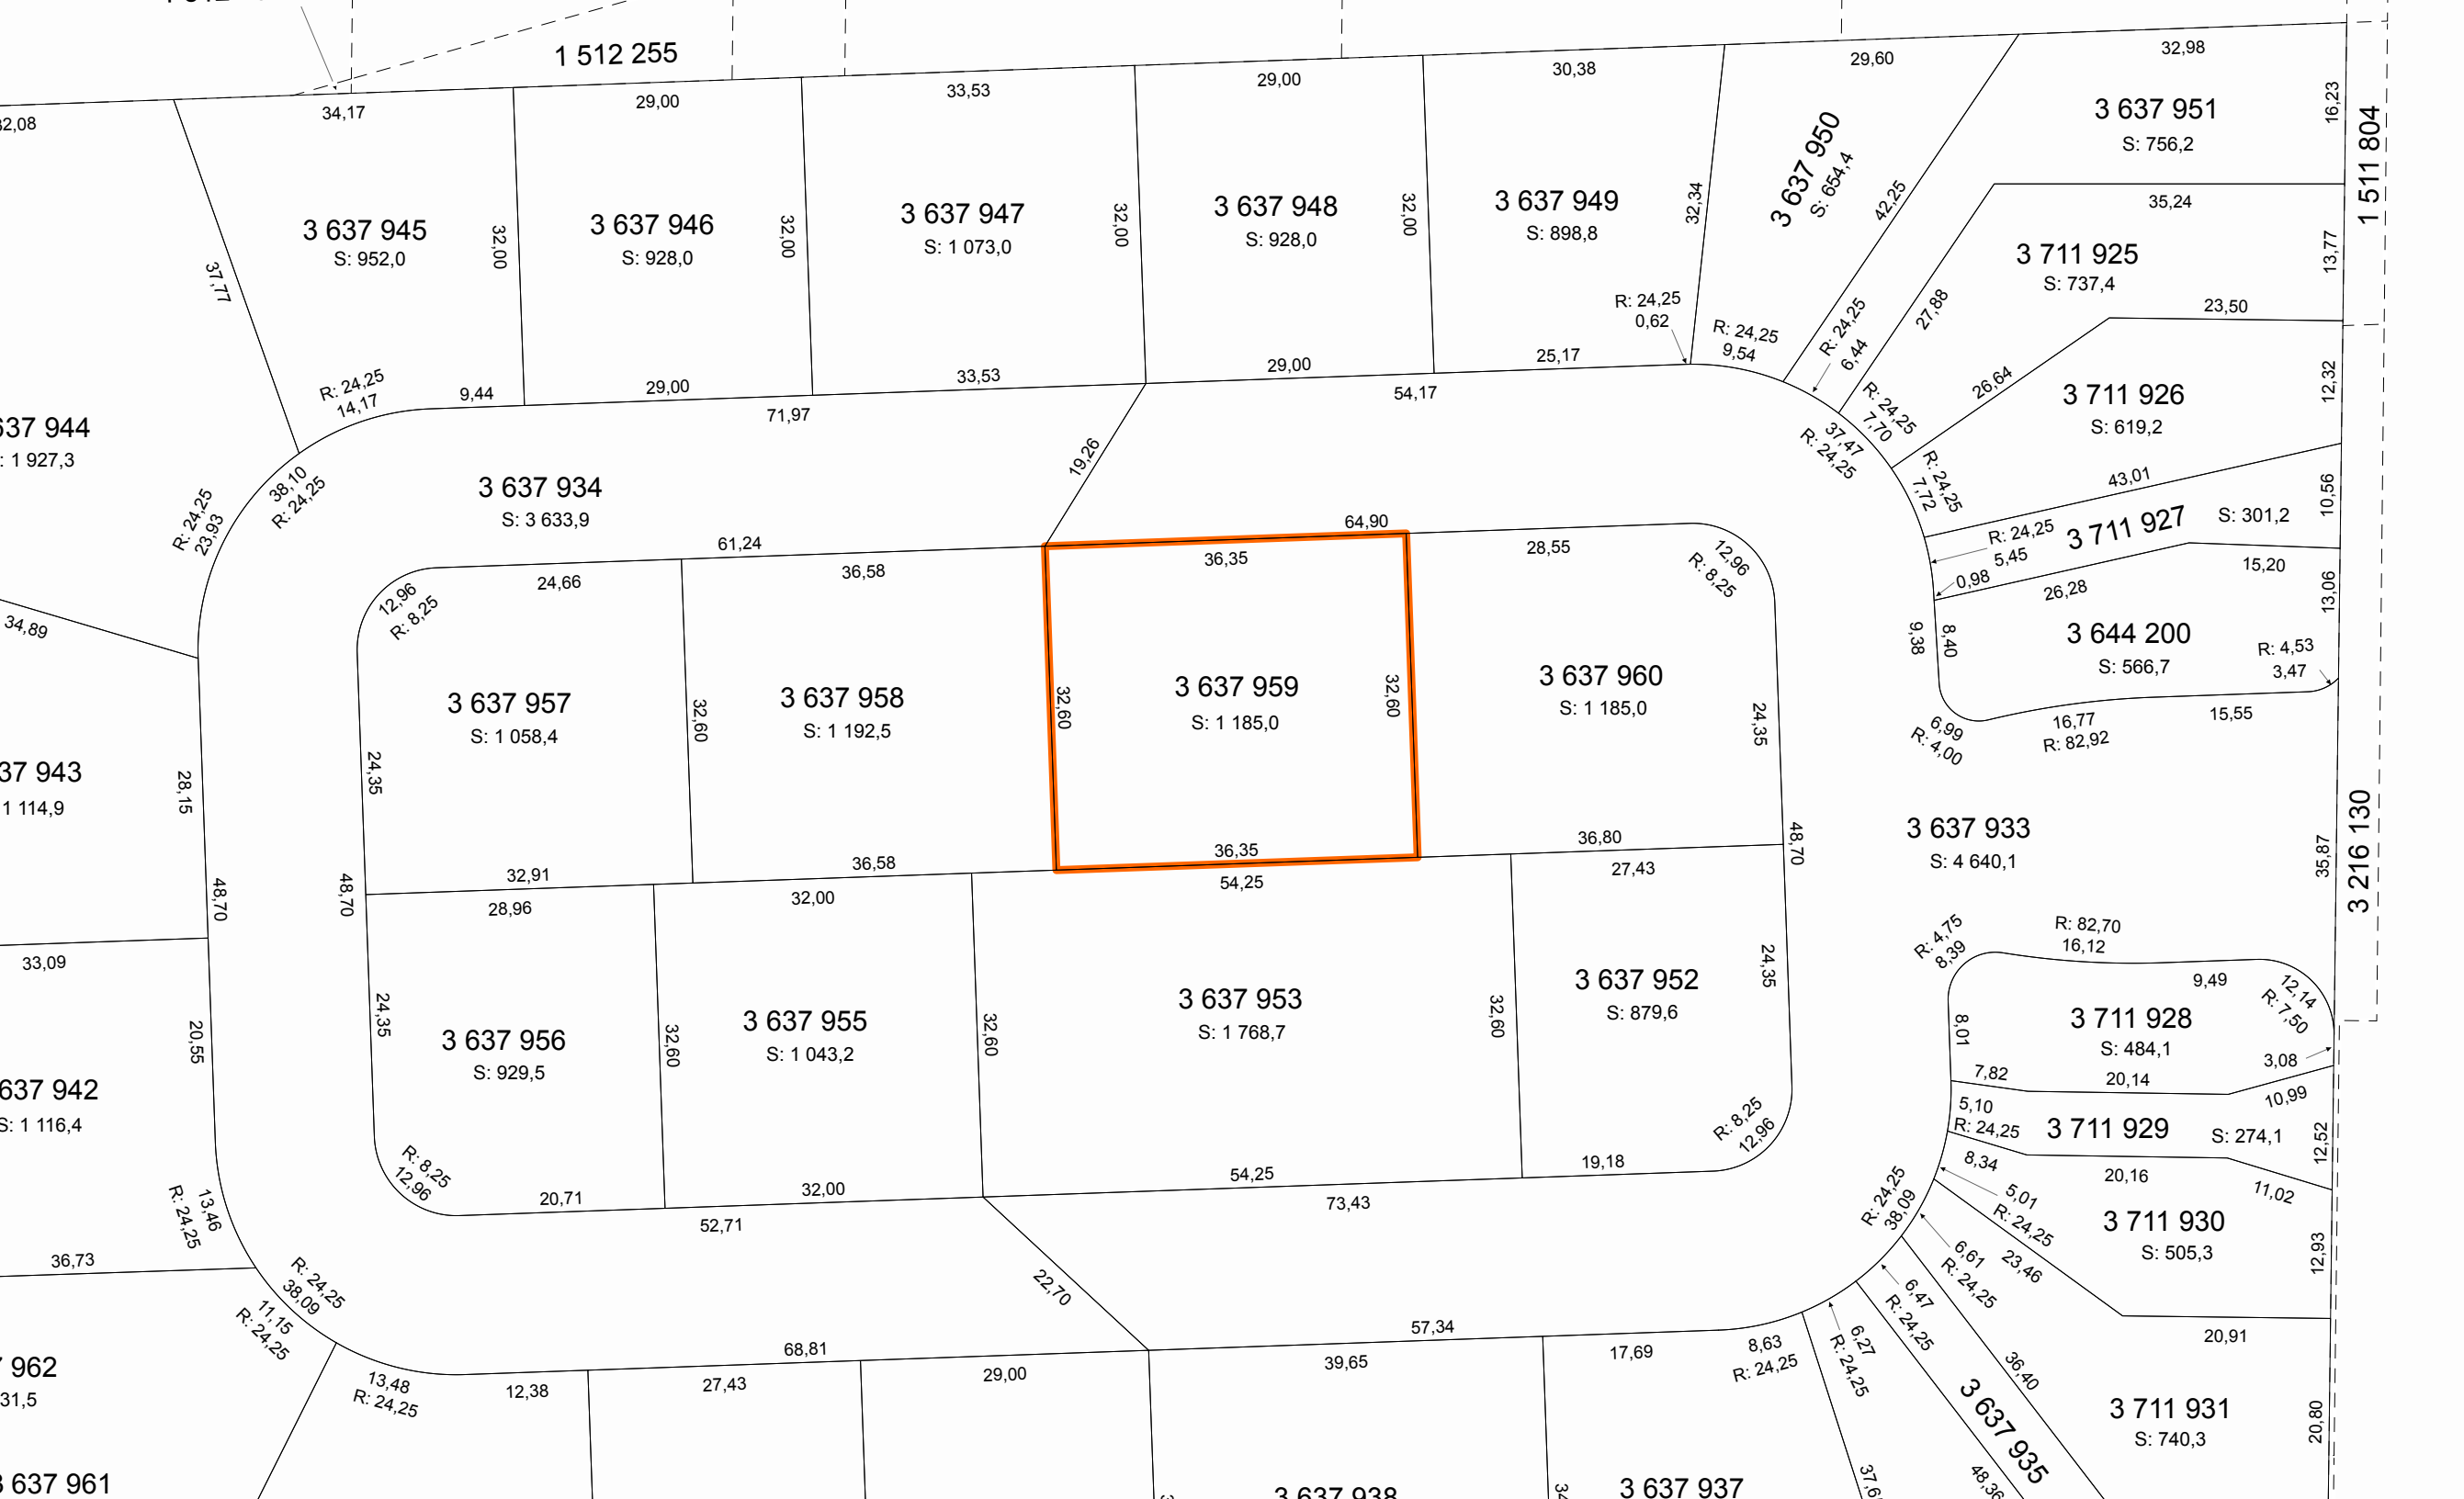 1 512 255
32,98
29,60
30,38
29,00
33,53
29,00
34,17
32,08
16,23
3 637 951
S: 756,2
1 511 804
3 637 950
S: 654,4
42,25
35,24
32,34
3 637 949
S: 898,8
32,00
3 637 948
S: 928,0
32,00
3 637 947
S: 1 073,0
32,00
3 637 946
S: 928,0
32,00
3 637 945
S: 952,0
37,77
3 711 925
S: 737,4
13,77
23,50
27,88
R: 24,25
6,44
R: 24,25
0,62
R: 24,25
9,54
25,17
29,00
33,53
29,00
9,44
R: 24,25
14,17
71,97
54,17
26,64
3 711 926
S: 619,2
12,32
R: 24,25
7,70
37,47
R: 24,25
637 944
: 1 927,3
R: 24,25
23,93
38,10
R: 24,25
3 637 934
S: 3 633,9
19,26
64,90
61,24
43,01
R: 24,25
7,72
3 711 927
S: 301,2
10,56
R: 24,25
5,45
0,98
26,28
15,20
13,06
12,96
R: 8,25
24,66
36,58
36,35
28,55
12,96
R: 8,25
34,89
9,38
8,40
3 644 200
S: 566,7
R: 4,53
3,47
3 637 957
S: 1 058,4
24,35
32,60
3 637 958
S: 1 192,5
32,60
3 637 959
S: 1 185,0
32,60
3 637 960
S: 1 185,0
24,35
6,99
R: 4,00
16,77
R: 82,92
15,55
37 943
1 114,9
28,15
48,70
48,70
32,91
36,58
36,35
36,80
48,70
3 637 933
S: 4 640,1
35,87
3 216 130
28,96
32,00
54,25
27,43
33,09
R: 4,75
8,39
R: 82,70
16,12
9,49
12,14
R: 7,50
3 711 928
S: 484,1
8,01
3,08
24,35
3 637 956
S: 929,5
32,60
3 637 955
S: 1 043,2
32,60
3 637 953
S: 1 768,7
32,60
3 637 952
S: 879,6
24,35
20,55
637 942
S: 1 116,4
7,82
20,14
10,99
5,10
R: 24,25
3 711 929
S: 274,1
12,52
8,34
20,16
11,02
R: 8,25
12,96
20,71
32,00
54,25
19,18
R: 8,25
12,96
52,71
73,43
13,46
R: 24,25
36,73
R: 24,25
38,09
11,15
R: 24,25
22,70
R: 24,25
38,09
5,01
R: 24,25
3 711 930
S: 505,3
12,93
6,61
R: 24,25
23,46
6,47
R: 24,25
6,27
R: 24,25
68,81
57,34
20,91
962
31,5
13,48
R: 24,25
12,38
27,43
29,00
39,65
17,69
8,63
R: 24,25
36,40
3 711 931
S: 740,3
20,80
3 637 935
48,36
3 637 961
3 637 938
3 637 937